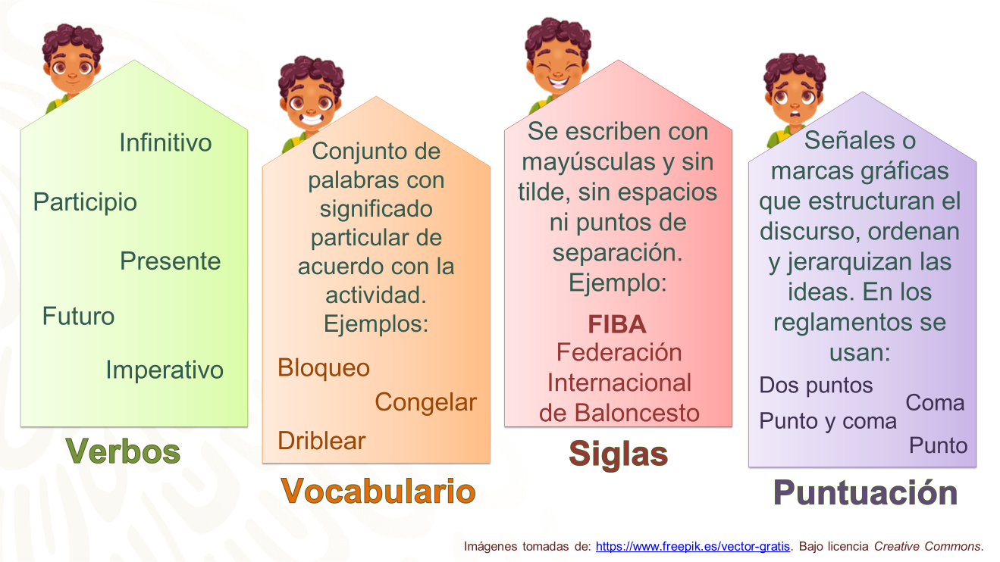 Infinitivo
Participio
Presente
Futuro
Imperativo
Verbos
Conjunto de
palabras con
significado
particular de
acuerdo con la
actividad.
Ejemplos:
Bloqueo
Congelar
Driblear
Vocabulario
Se escriben con
mayúsculas y sin
tilde, sin espacios
ni puntos de
separación.
Ejemplo:
FIBA
Federación
Internacional
de Baloncesto
Siglas
Señales o
marcas gráficas
que estructuran el
discurso, ordenan
y jerarquizan las
ideas. En los
reglamentos se
usan:
Dos puntos
Coma
Punto y coma
Punto
Puntuación
Imágenes tomadas de: https://www.freepik.es/vector-gratis. Bajo licencia Creative Commons.